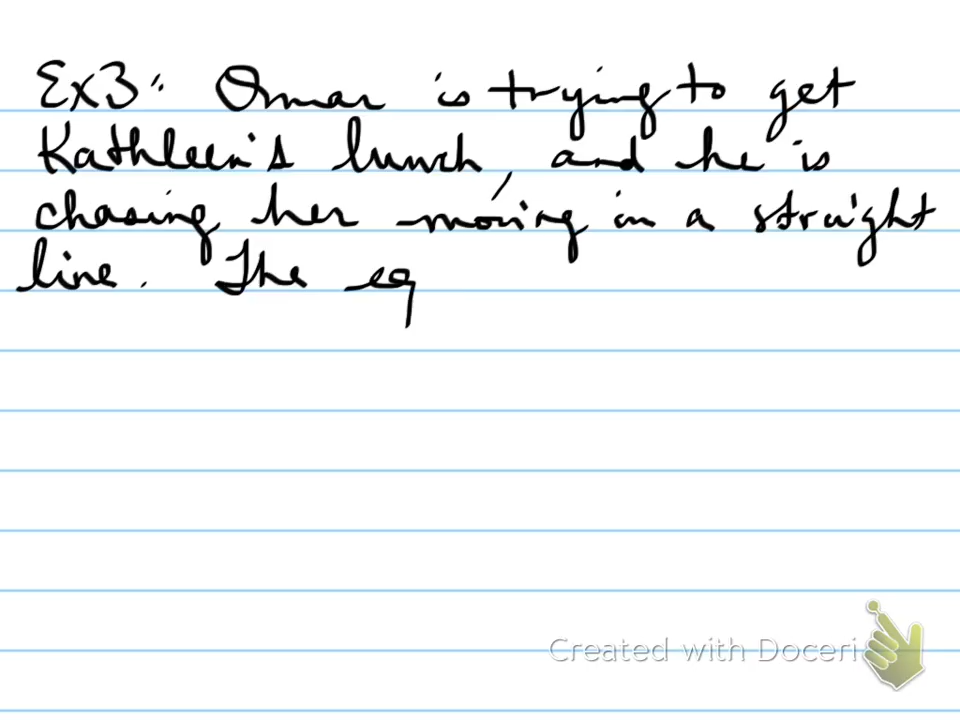 Ex3: Omar is trying to get
Kathleen's lunch, and he is
chasing her moving in a straight
line. The eq
Created with Doceri